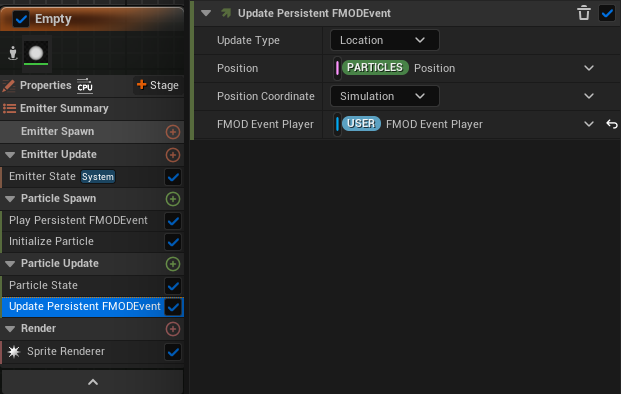 Empty
Properties CPU + Stage
Emitter Summary
Emitter Spawn
Emitter Update
Emitter State System
Particle Spawn
Play Persistent FMODEvent
Initialize Particle
Particle Update
Particle State
Update Persistent FMODEvent
Render
Sprite Renderer
Update Persistent FMODEvent
Update Type Location
Position PARTICLES Position
Position Coordinate Simulation
FMOD Event Player USER FMOD Event Player